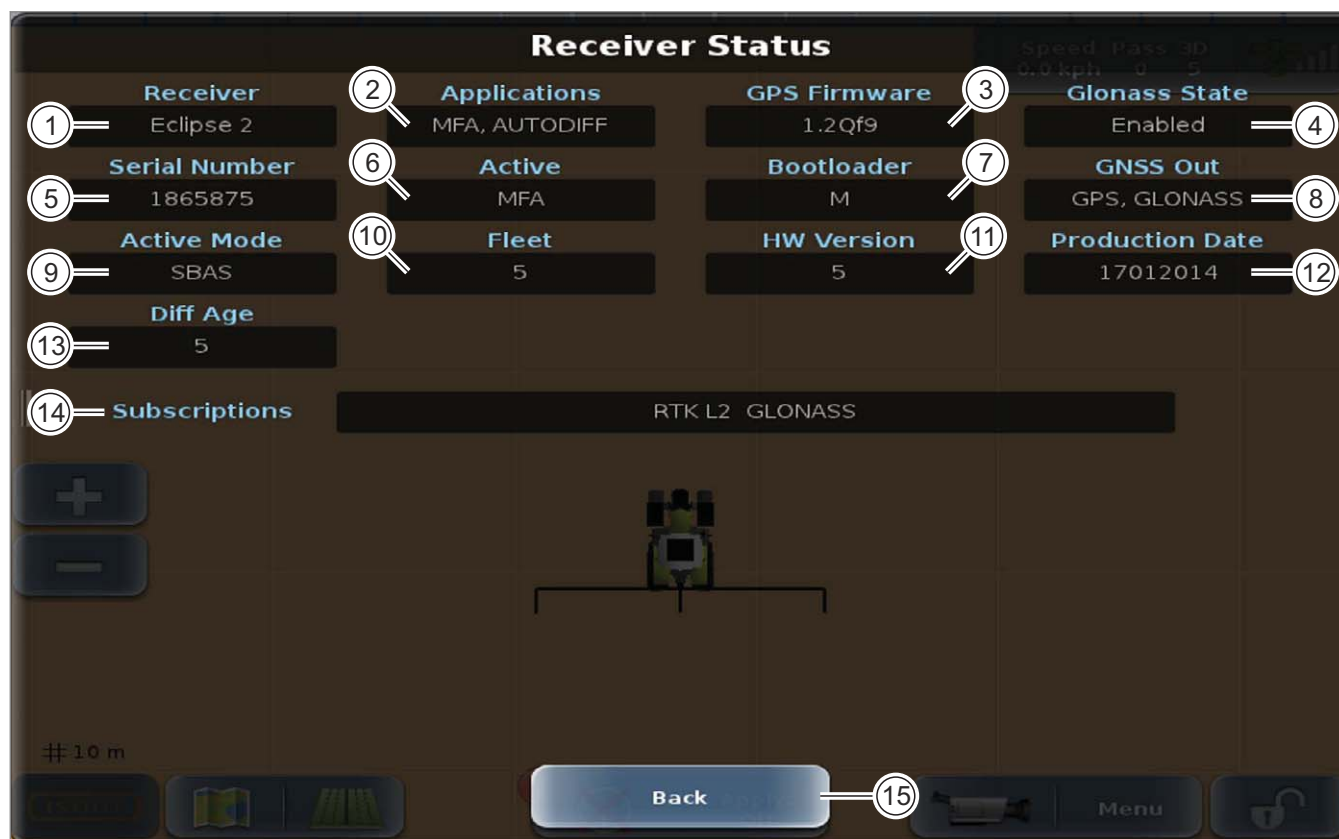 Receiver Status
Speed Pass 3D
0.0 kph 0 5
Receiver Applications GPS Firmware Glonass State
1 Eclipse 2 2 MFA, AUTODIFF 1.2Qf9 3 Enabled 4
Serial Number Active Bootloader GNSS Out
5 1865875 6 MFA M 7 GPS, GLONASS 8
Active Mode Fleet HW Version Production Date
9 SBAS 10 5 5 11 17012014 12
Diff Age
13 5
14 Subscriptions RTK L2 GLONASS
10 m
Back 15
Menu